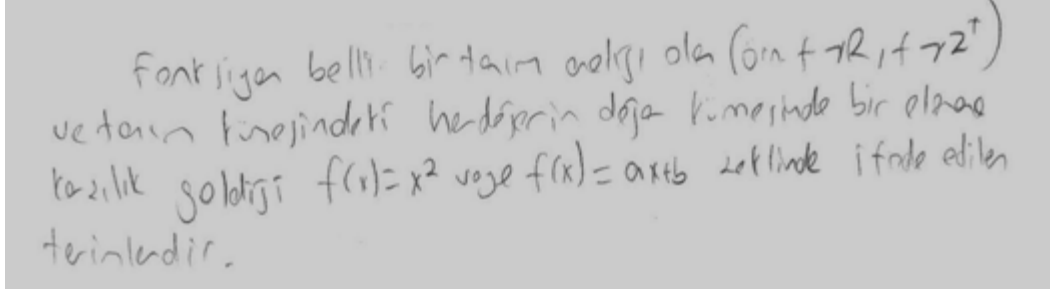 Fonksiyon belli bir tanım aralığı olan (örn f→R, f→Z⁺)
ve tanım kümesindeki her değerin değer kümesinde bir elemana
karşılık geldiği f(x)=x² veya f(x)=ax+b şeklinde ifade edilen
terimlerdir.